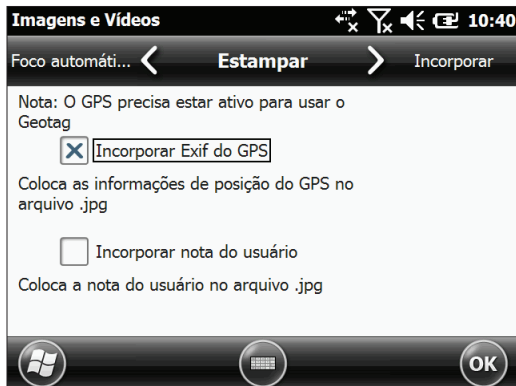 Imagens e Vídeos 10:40
Foco automáti... Estampar Incorporar
Nota: O GPS precisa estar ativo para usar o
Geotag
Incorporar Exif do GPS
Coloca as informações de posição do GPS no
arquivo .jpg
Incorporar nota do usuário
Coloca a nota do usuário no arquivo .jpg
OK